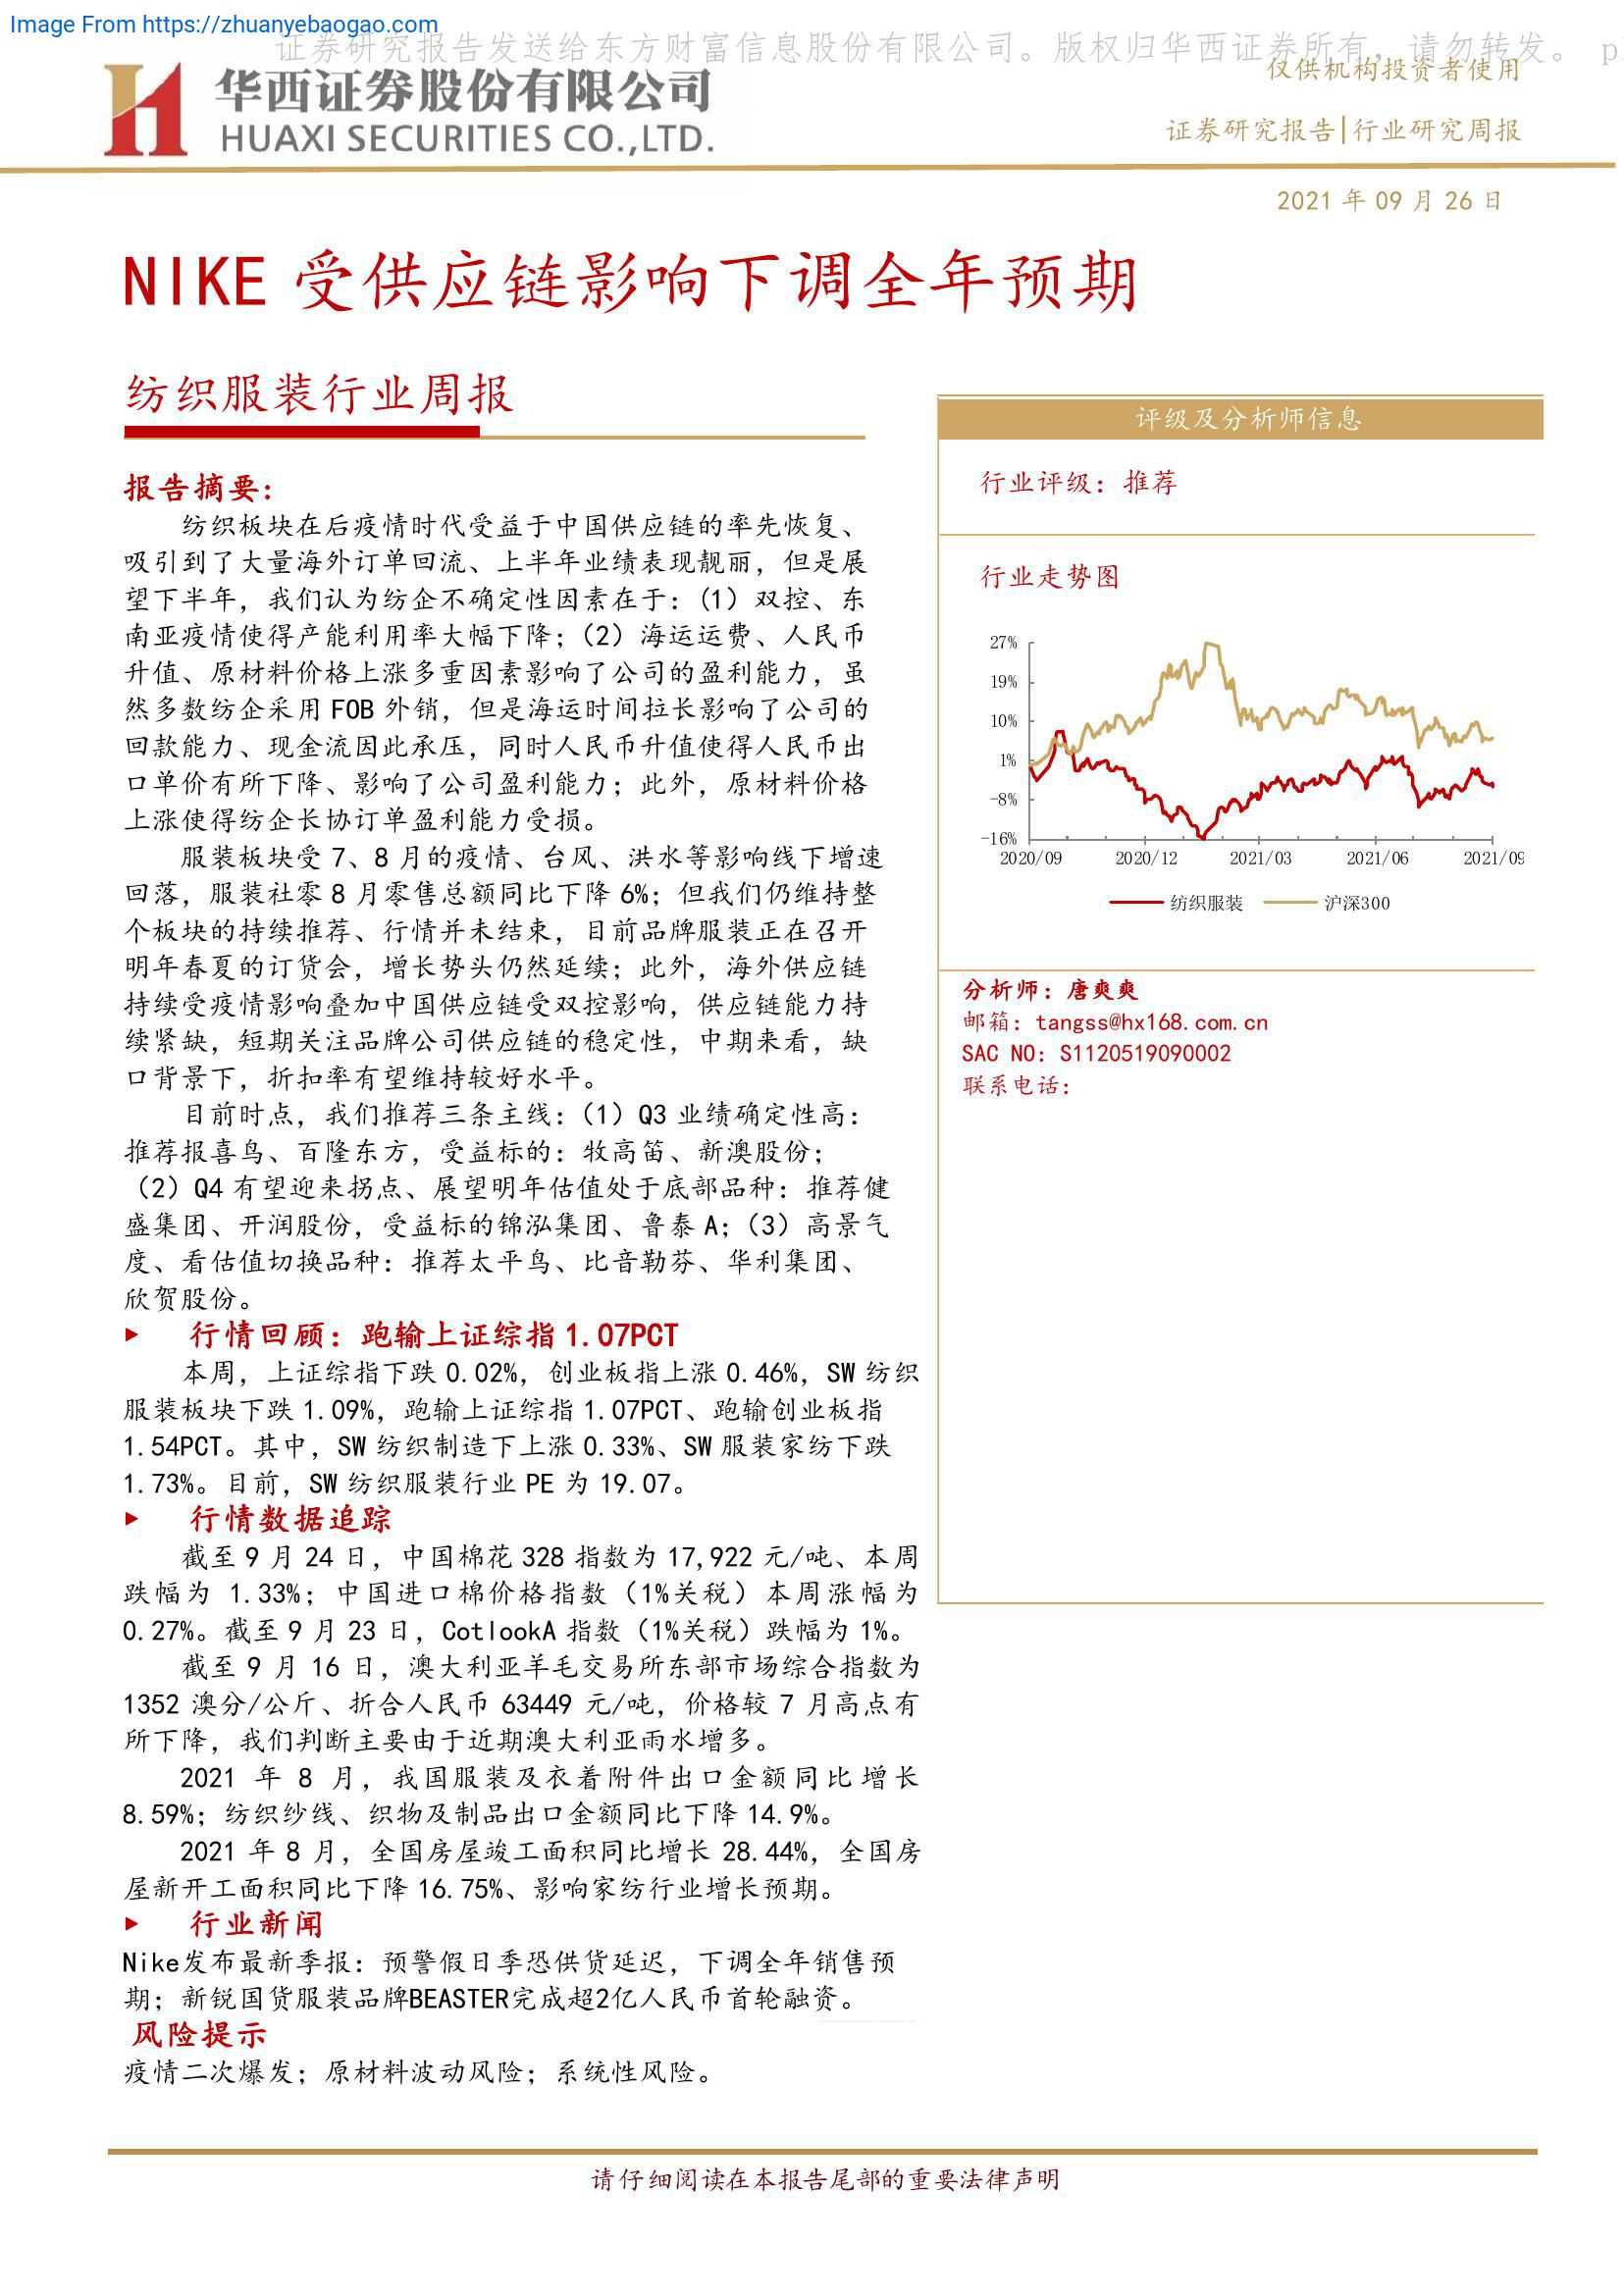 Image From https://zhuanyebaogao.com
证券研究报告发送给东方财富信息股份有限公司。版权归华西证券所有，请勿转发。 p
华西证券股份有限公司
HUAXI SECURITIES CO.,LTD.
仅供机构投资者使用
证券研究报告|行业研究周报
2021 年 09 月 26 日
NIKE 受供应链影响下调全年预期
纺织服装行业周报
报告摘要:
纺织板块在后疫情时代受益于中国供应链的率先恢复、
吸引到了大量海外订单回流、上半年业绩表现靓丽，但是展
望下半年，我们认为纺企不确定性因素在于：（1）双控、东
南亚疫情使得产能利用率大幅下降；（2）海运运费、人民币
升值、原材料价格上涨多重因素影响了公司的盈利能力，虽
然多数纺企采用 FOB 外销，但是海运时间拉长影响了公司的
回款能力、现金流因此承压，同时人民币升值使得人民币出
口单价有所下降、影响了公司盈利能力；此外，原材料价格
上涨使得纺企长协订单盈利能力受损。
服装板块受 7、8 月的疫情、台风、洪水等影响线下增速
回落，服装社零 8 月零售总额同比下降 6%；但我们仍维持整
个板块的持续推荐、行情并未结束，目前品牌服装正在召开
明年春夏的订货会，增长势头仍然延续；此外，海外供应链
持续受疫情影响叠加中国供应链受双控影响，供应链能力持
续紧缺，短期关注品牌公司供应链的稳定性，中期来看，缺
口背景下，折扣率有望维持较好水平。
目前时点，我们推荐三条主线：（1）Q3 业绩确定性高：
推荐报喜鸟、百隆东方，受益标的：牧高笛、新澳股份；
（2）Q4 有望迎来拐点、展望明年估值处于底部品种：推荐健
盛集团、开润股份，受益标的锦泓集团、鲁泰 A；（3）高景气
度、看估值切换品种：推荐太平鸟、比音勒芬、华利集团、
欣贺股份。
行情回顾：跑输上证综指 1.07PCT
本周，上证综指下跌 0.02%，创业板指上涨 0.46%，SW 纺织
服装板块下跌 1.09%，跑输上证综指 1.07PCT、跑输创业板指
1.54PCT。其中，SW 纺织制造下上涨 0.33%、SW 服装家纺下跌
1.73%。目前，SW 纺织服装行业 PE 为 19.07。
行情数据追踪
截至 9 月 24 日，中国棉花 328 指数为 17,922 元/吨、本周
跌幅为 1.33%；中国进口棉价格指数（1%关税）本周涨幅为
0.27%。截至 9 月 23 日，CotlookA 指数（1%关税）跌幅为 1%。
截至 9 月 16 日，澳大利亚羊毛交易所东部市场综合指数为
1352 澳分/公斤、折合人民币 63449 元/吨，价格较 7 月高点有
所下降，我们判断主要由于近期澳大利亚雨水增多。
2021 年 8 月，我国服装及衣着附件出口金额同比增长
8.59%；纺织纱线、织物及制品出口金额同比下降 14.9%。
2021 年 8 月，全国房屋竣工面积同比增长 28.44%，全国房
屋新开工面积同比下降 16.75%、影响家纺行业增长预期。
行业新闻
Nike发布最新季报：预警假日季恐供货延迟，下调全年销售预
期；新锐国货服装品牌BEASTER完成超2亿人民币首轮融资。
风险提示
疫情二次爆发；原材料波动风险；系统性风险。
评级及分析师信息
行业评级：推荐
行业走势图
27%
19%
10%
1%
-8%
-16%
2020/09 2020/12 2021/03 2021/06 2021/09
纺织服装 沪深300
分析师：唐爽爽
邮箱：tangss@hx168.com.cn
SAC NO：S1120519090002
联系电话：
请仔细阅读在本报告尾部的重要法律声明